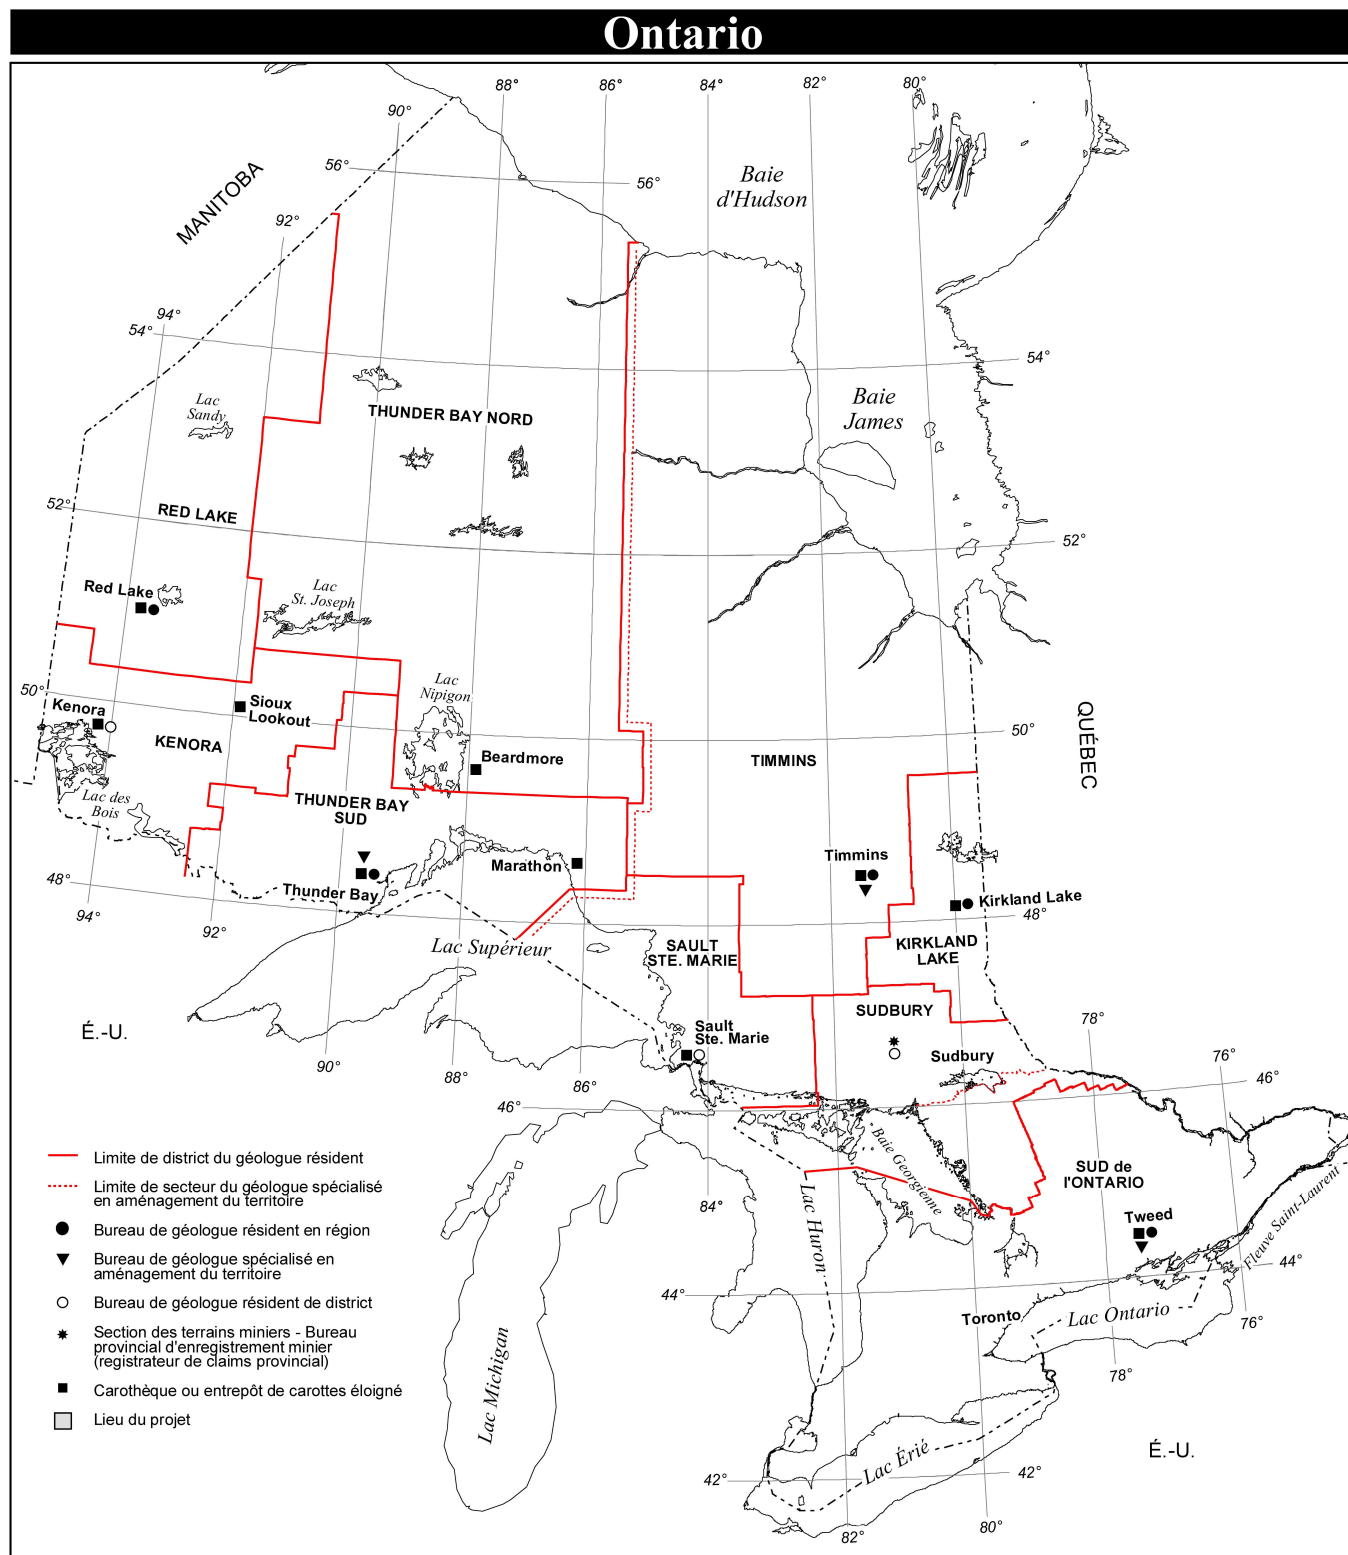 Ontario
88°
86°
84°
82°
80°
90°
56°
56°
MANITOBA
92°
Baie
d'Hudson
94°
54°
54°
Lac
Sandy
THUNDER BAY NORD
Baie
James
52°
RED LAKE
52°
Red Lake
Lac
St. Joseph
50°
Kenora
Sioux
Lookout
KENORA
Lac
Nipigon
Beardmore
50°
TIMMINS
QUÉBEC
Lac des
Bois
THUNDER BAY
SUD
Marathon
Timmins
48°
Thunder Bay
Kirkland Lake
48°
94°
92°
Lac Supérieur
SAULT
STE. MARIE
KIRKLAND
LAKE
É.-U.
SUDBURY
Sault
Ste. Marie
Sudbury
78°
76°
90°
88°
86°
46°
46°
Baie Georgienne
SUD de
l'ONTARIO
84°
Lac Huron
Tweed
Fleuve Saint-Laurent
44°
44°
Toronto
Lac Ontario
76°
78°
Lac Michigan
Lac Érié
É.-U.
42°
42°
82°
80°
Limite de district du géologue résident
Limite de secteur du géologue spécialisé
en aménagement du territoire
Bureau de géologue résident en région
Bureau de géologue spécialisé en
aménagement du territoire
Bureau de géologue résident de district
Section des terrains miniers - Bureau
provincial d'enregistrement minier
(registrateur de claims provincial)
Carothèque ou entrepôt de carottes éloigné
Lieu du projet